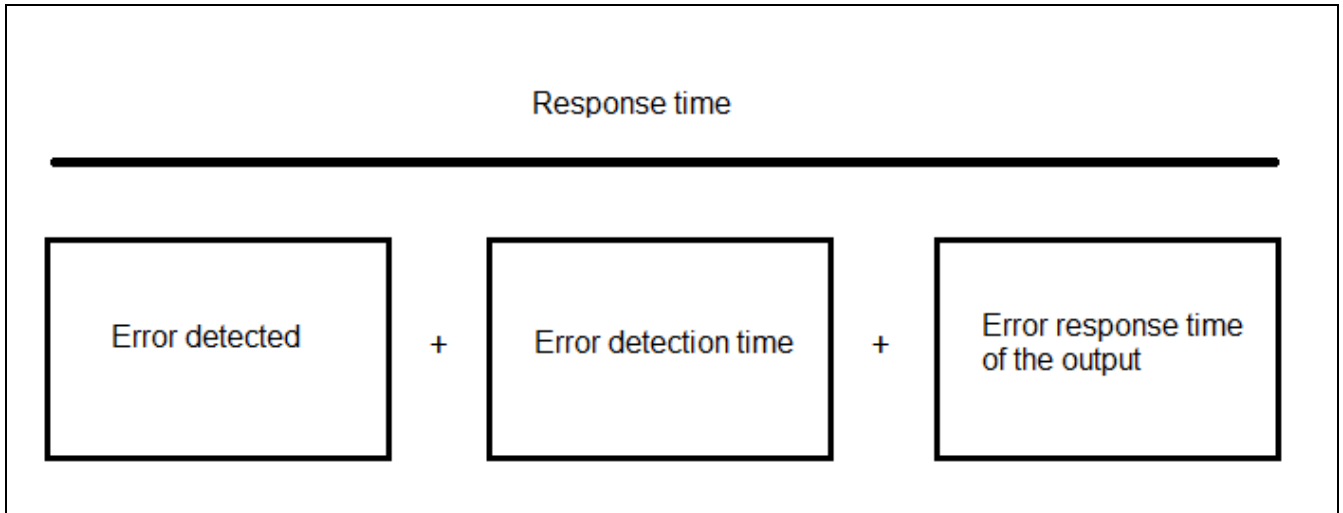 Response time
Error detected
+
Error detection time
+
Error response time
of the output